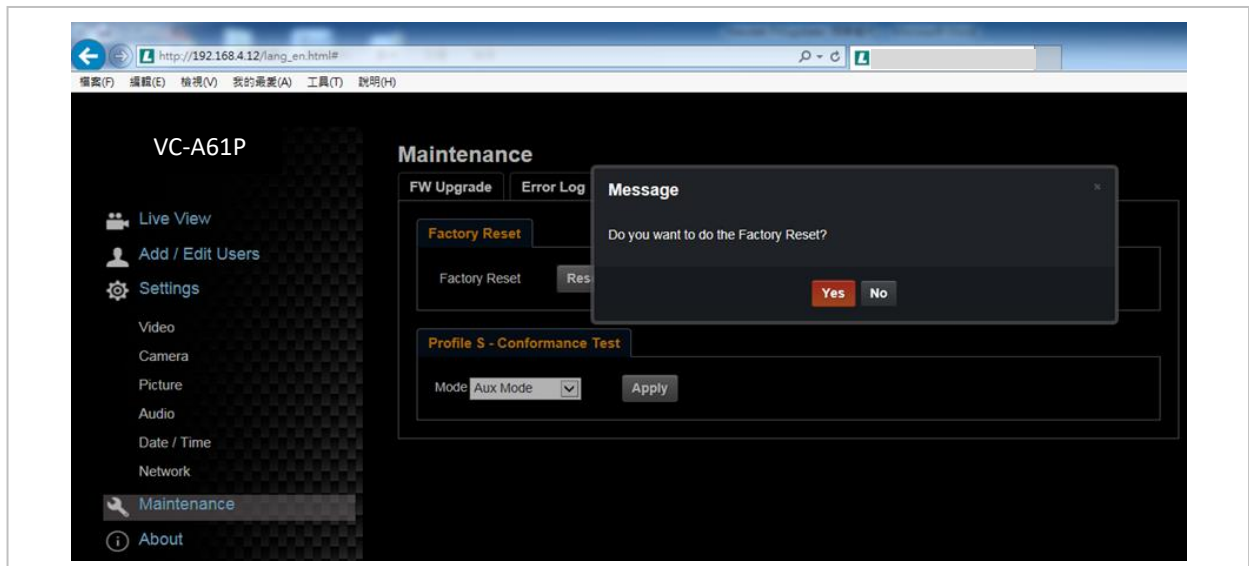 http://192.168.4.12/lang_en.html#
檔案(F) 編輯(E) 檢視(V) 我的最愛(A) 工具(T) 說明(H)
VC-A61P
Live View
Add / Edit Users
Settings
Video
Camera
Picture
Audio
Date / Time
Network
Maintenance
About
Maintenance
FW Upgrade Error Log
Factory Reset
Factory Reset Res
Profile S - Conformance Test
Mode Aux Mode Apply
Message
Do you want to do the Factory Reset?
Yes No